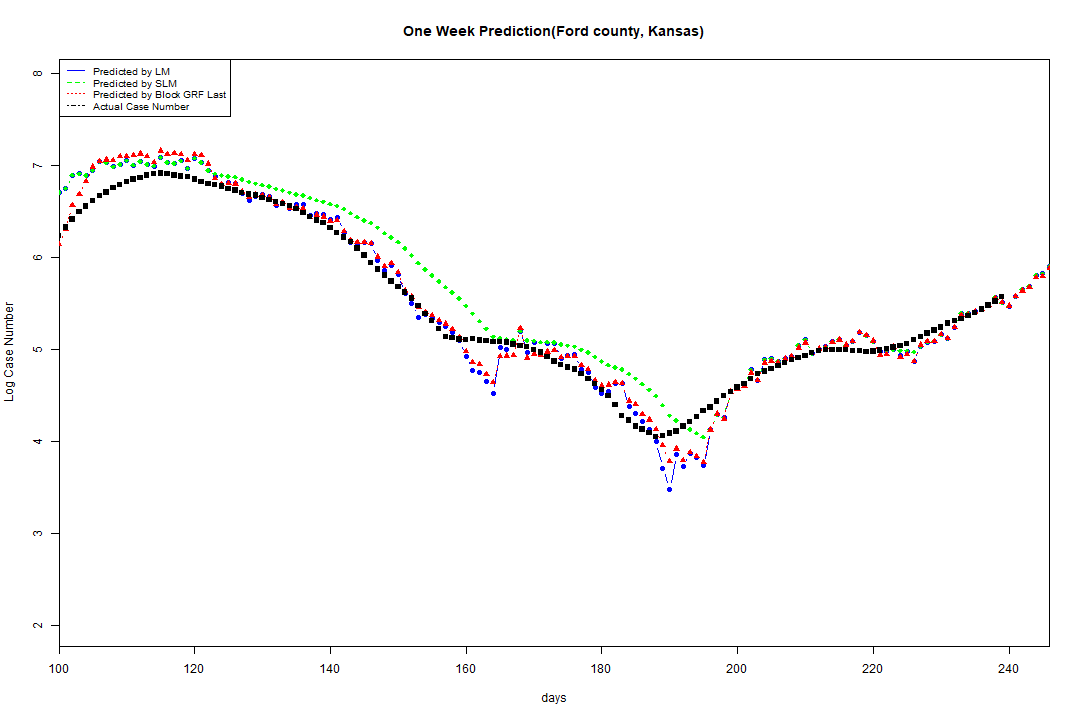 One Week Prediction(Ford county, Kansas)
Predicted by LM
Predicted by SLM
Predicted by Block GRF Last
Actual Case Number
8
7
6
5
4
3
2
Log Case Number
100 120 140 160 180 200 220 240
days